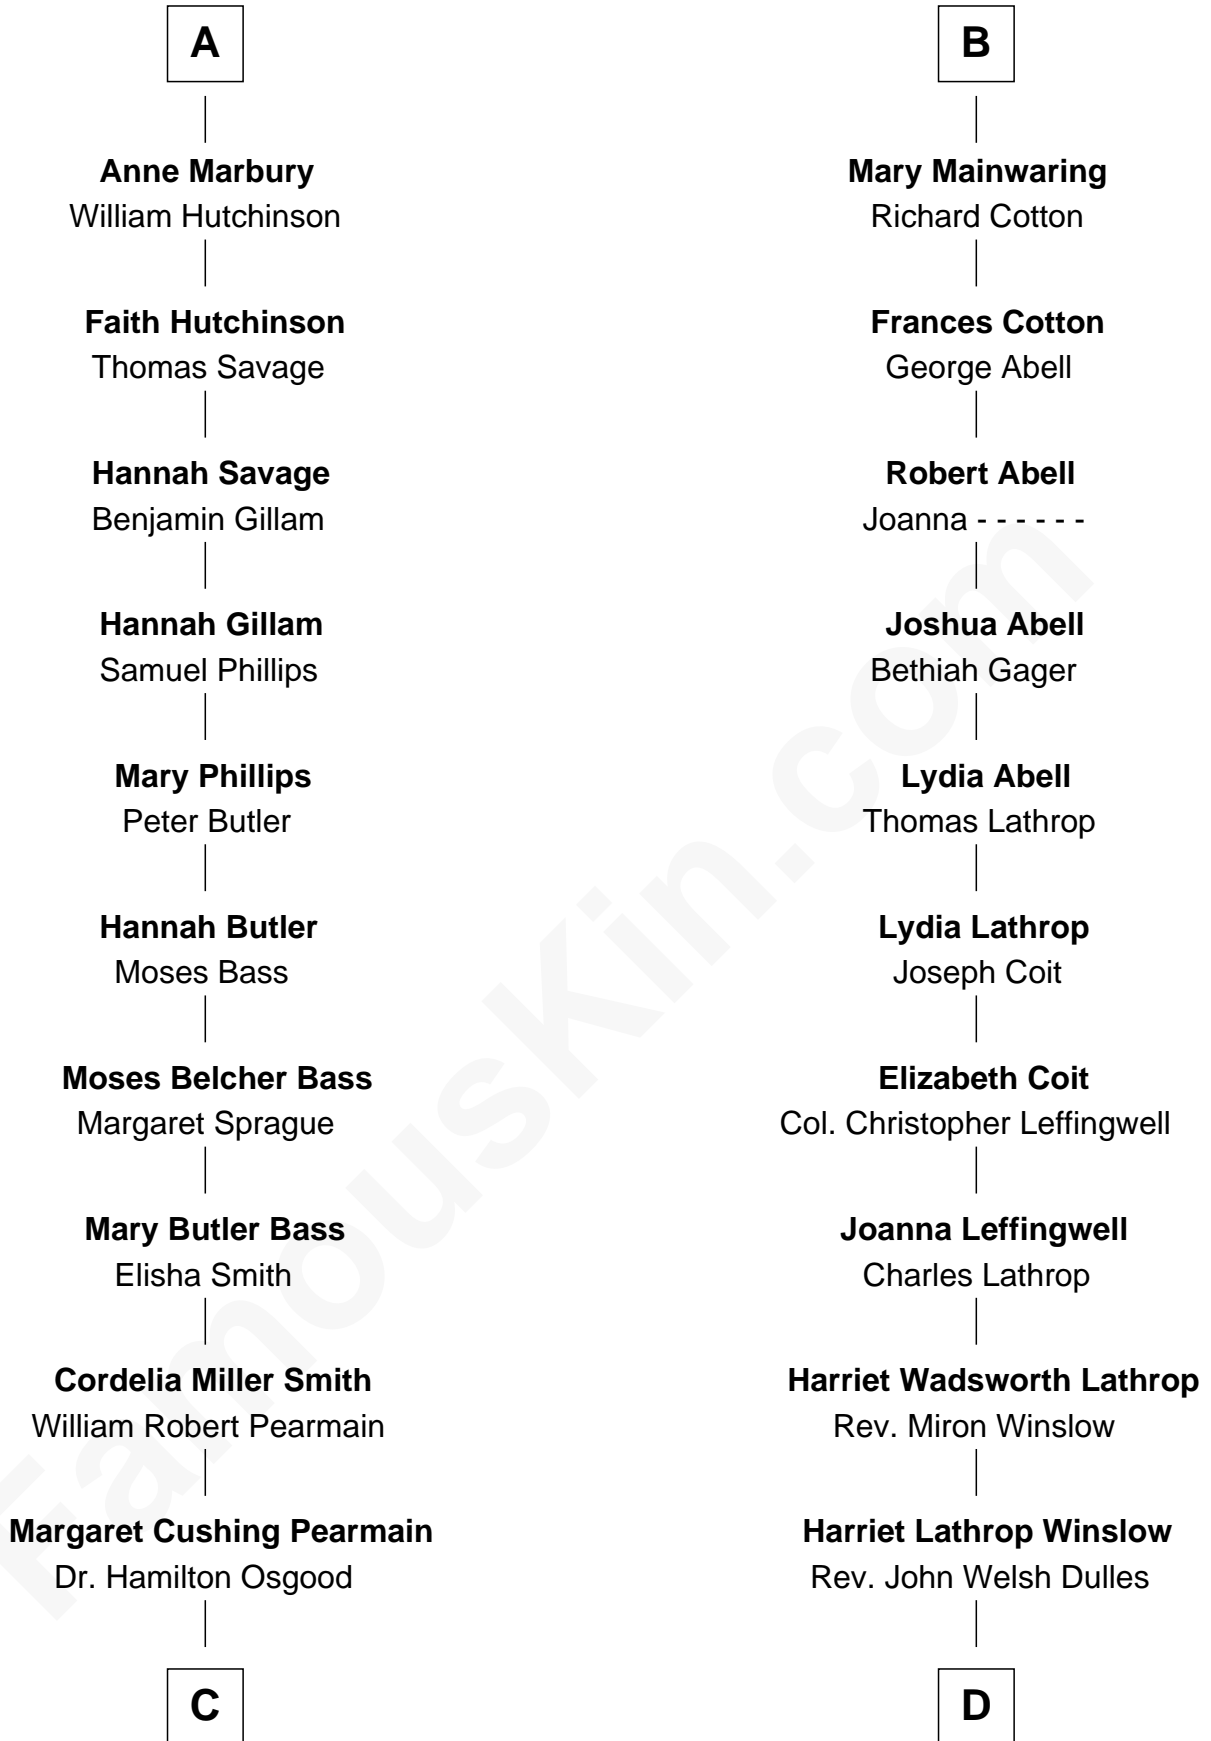 A
Anne Marbury
William Hutchinson
Faith Hutchinson
Thomas Savage
Hannah Savage
Benjamin Gillam
Hannah Gillam
Samuel Phillips
Mary Phillips
Peter Butler
Hannah Butler
Moses Bass
Moses Belcher Bass
Margaret Sprague
Mary Butler Bass
Elisha Smith
Cordelia Miller Smith
William Robert Pearmain
Margaret Cushing Pearmain
Dr. Hamilton Osgood
C
B
Mary Mainwaring
Richard Cotton
Frances Cotton
George Abell
Robert Abell
Joanna - - - - - -
Joshua Abell
Bethiah Gager
Lydia Abell
Thomas Lathrop
Lydia Lathrop
Joseph Coit
Elizabeth Coit
Col. Christopher Leffingwell
Joanna Leffingwell
Charles Lathrop
Harriet Wadsworth Lathrop
Rev. Miron Winslow
Harriet Lathrop Winslow
Rev. John Welsh Dulles
D
FamousKin.com